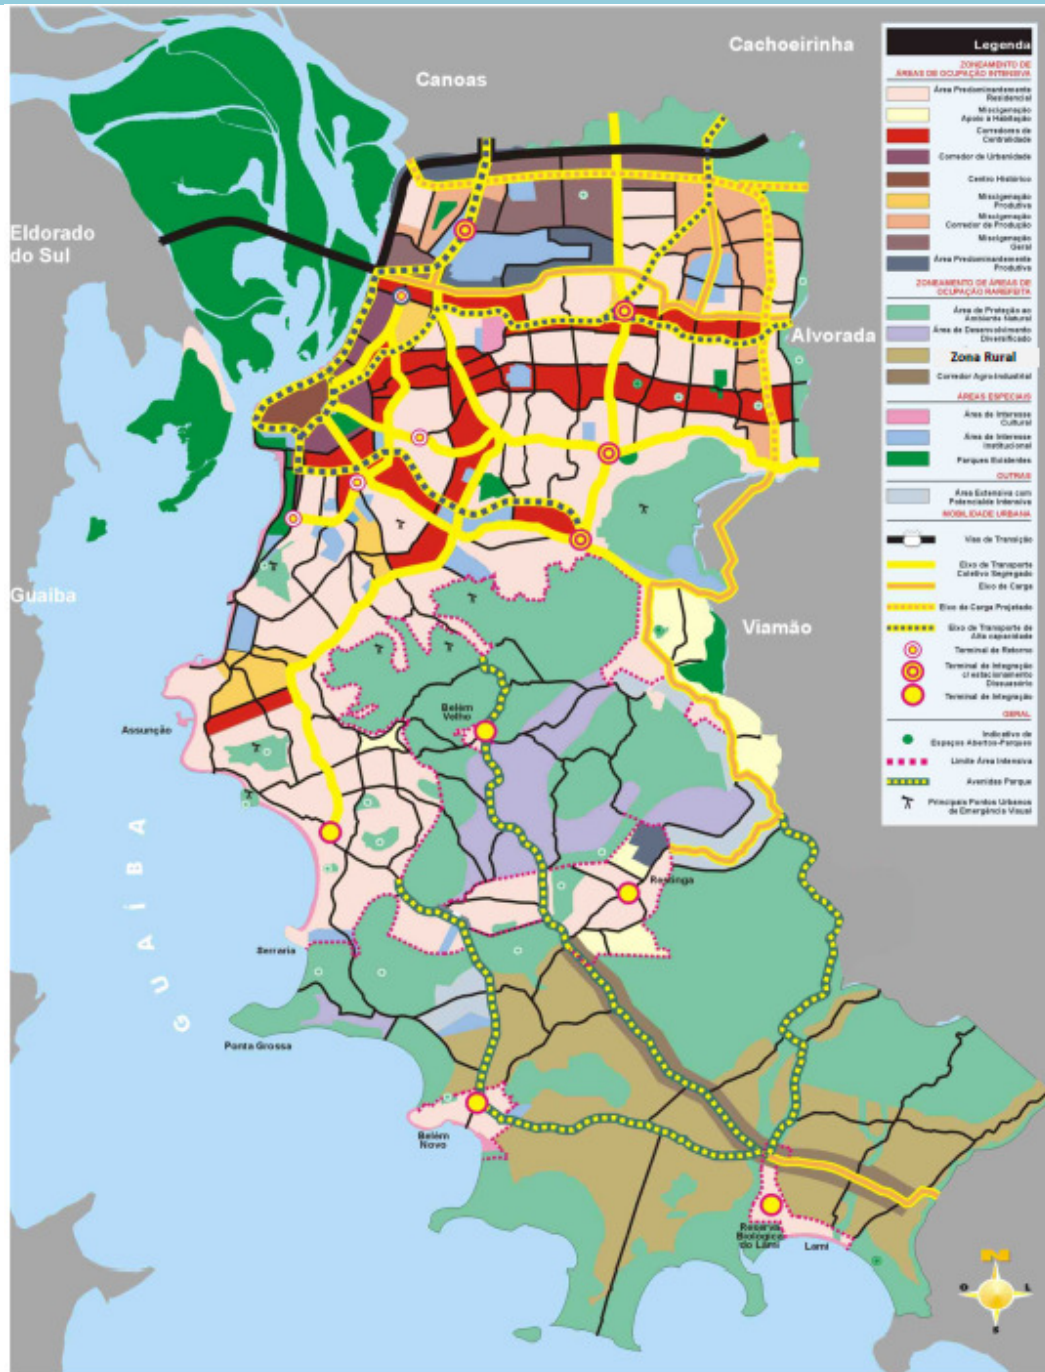 Cachoeirinha
Canoas
Eldorado
do Sul
Alvorada
Guaiba
Viamão
Assunção
Belém
Velho
Restinga
GUAÍBA
Serraria
Ponta Grossa
Belém
Novo
Reserva
Biológica
do Lami
Lami
N
O
L
S
Legenda
ZONEAMENTO DE
ÁREAS DE OCUPAÇÃO INTENSIVA
Área Predominantemente
Residencial
Miscigenação
Apoio à Habitação
Corredores de
Centralidade
Corredor de Urbanidade
Centro Histórico
Miscigenação
Produtiva
Miscigenação
Corredor de Produção
Miscigenação
Geral
Área Predominantemente
Produtiva
ZONEAMENTO DE ÁREAS DE
OCUPAÇÃO RAREFEITA
Área de Proteção ao
Ambiente Natural
Área de Desenvolvimento
Diversificado
Zona Rural
Corredor Agro-Industrial
ÁREAS ESPECIAIS
Área de Interesse
Cultural
Área de Interesse
Institucional
Parques Existentes
OUTRAS
Área Extensiva com
Potencialide Intensiva
MOBILIDADE URBANA
Vias de Transição
Eixo de Transporte
Coletivo Segregado
Eixo de Carga
Eixo de Carga Projetado
Eixo de Transporte de
Alta capacidade
Terminal de Retorno
Terminal de Integração
c/ estacionamento
Dissuasório
Terminal de Integração
GERAL
Indicativo de
Espaços Abertos-Parques
Limite Área Intensiva
Avenidas Parque
Principais Pontos Urbanos
de Emergência Visual